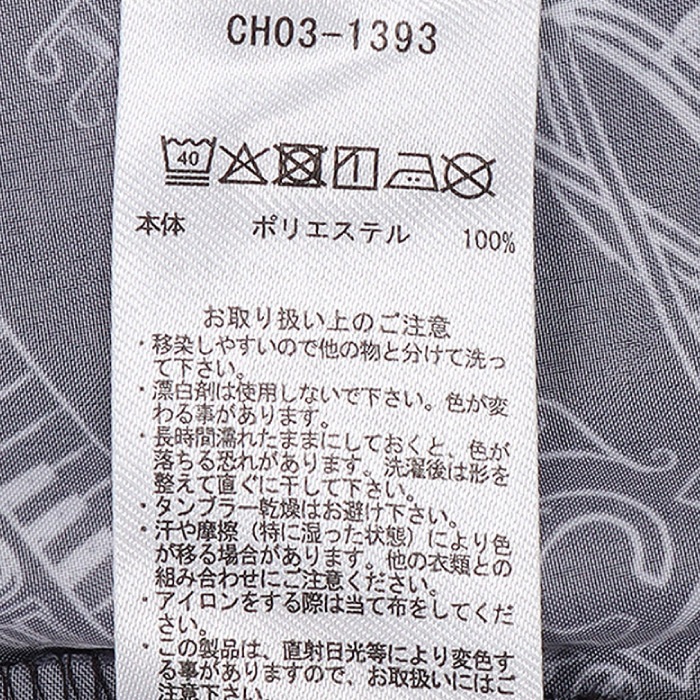 CH03-1393
40
本体 ポリエステル 100%
お取り扱い上のご注意
・移染しやすいので他の物と分けて洗っ
て下さい。
・漂白剤は使用しないで下さい。色が変
わる事があります。
・長時間濡れたままにしておくと、色が
落ちる恐れがあります。洗濯後は形を
整えて直ぐに干して下さい。
・タンブラー乾燥はお避け下さい。
・汗や摩擦（特に湿った状態）により色
が移る場合があります。他の衣類との
組み合わせにご注意ください。
・アイロンをする際は当て布をしてくだ
さい。
・この製品は、直射日光等により変色す
る事がありますので、お取扱いにはご
注意下さい。